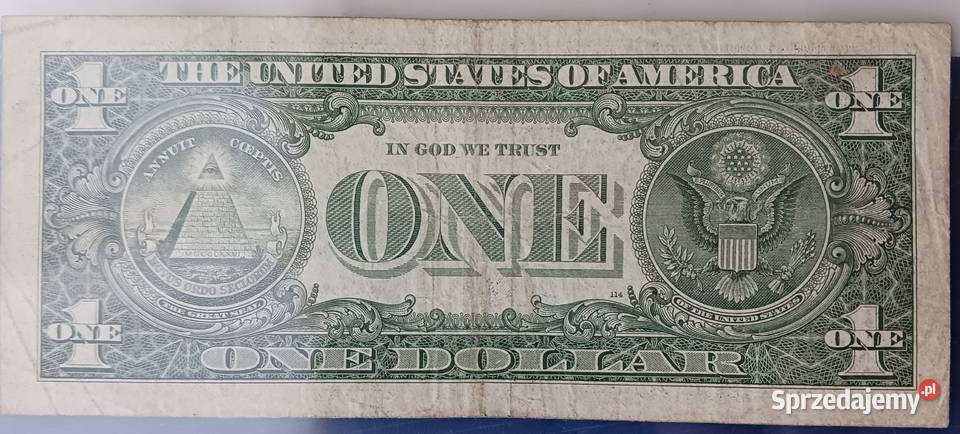 THE UNITED STATES OF AMERICA
1
ONE
1
ONE
ANNUIT CŒPTIS
IN GOD WE TRUST
ONE
MDCCLXXVI
NOVUS ORDO SECLORUM
THE GREAT SEAL
114
OF THE UNITED STATES
1
ONE
1
ONE
ONE DOLLAR
Sprzedajemy.pl